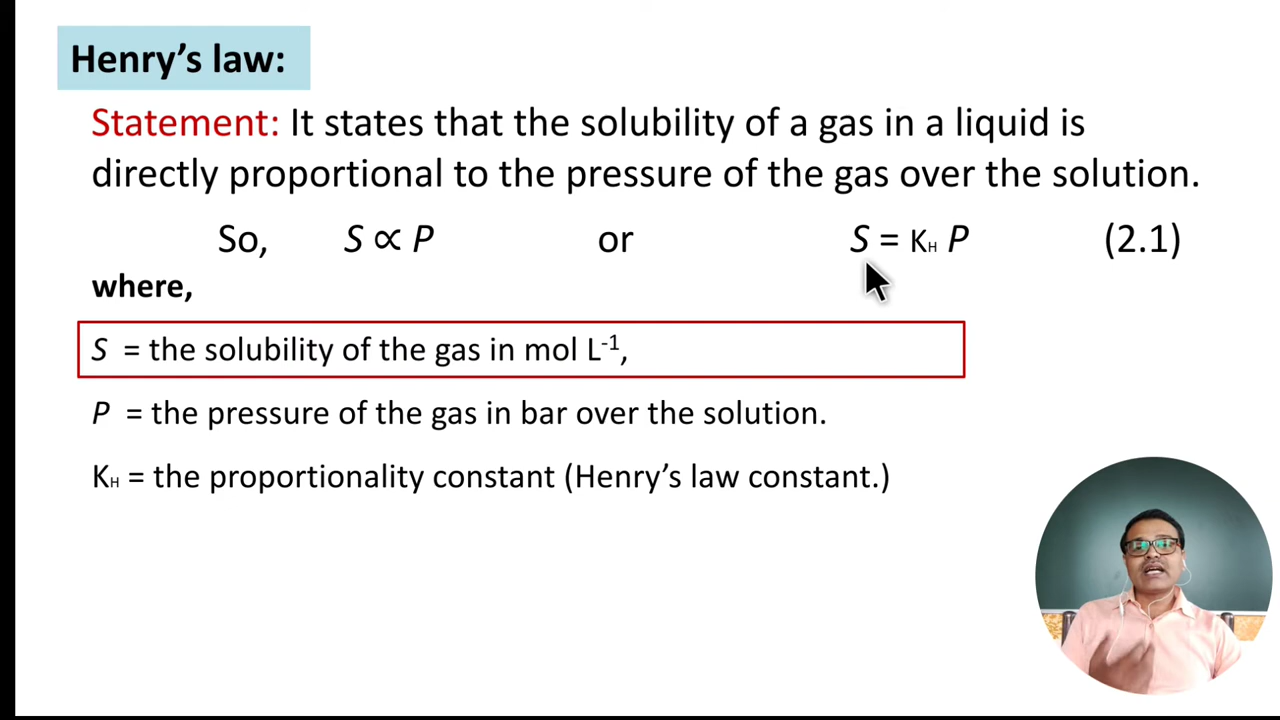 Henry’s law:
Statement: It states that the solubility of a gas in a liquid is
directly proportional to the pressure of the gas over the solution.
So, S ∝ P or S = K_H P (2.1)
where,
S = the solubility of the gas in mol L⁻¹,
P = the pressure of the gas in bar over the solution.
K_H = the proportionality constant (Henry’s law constant.)